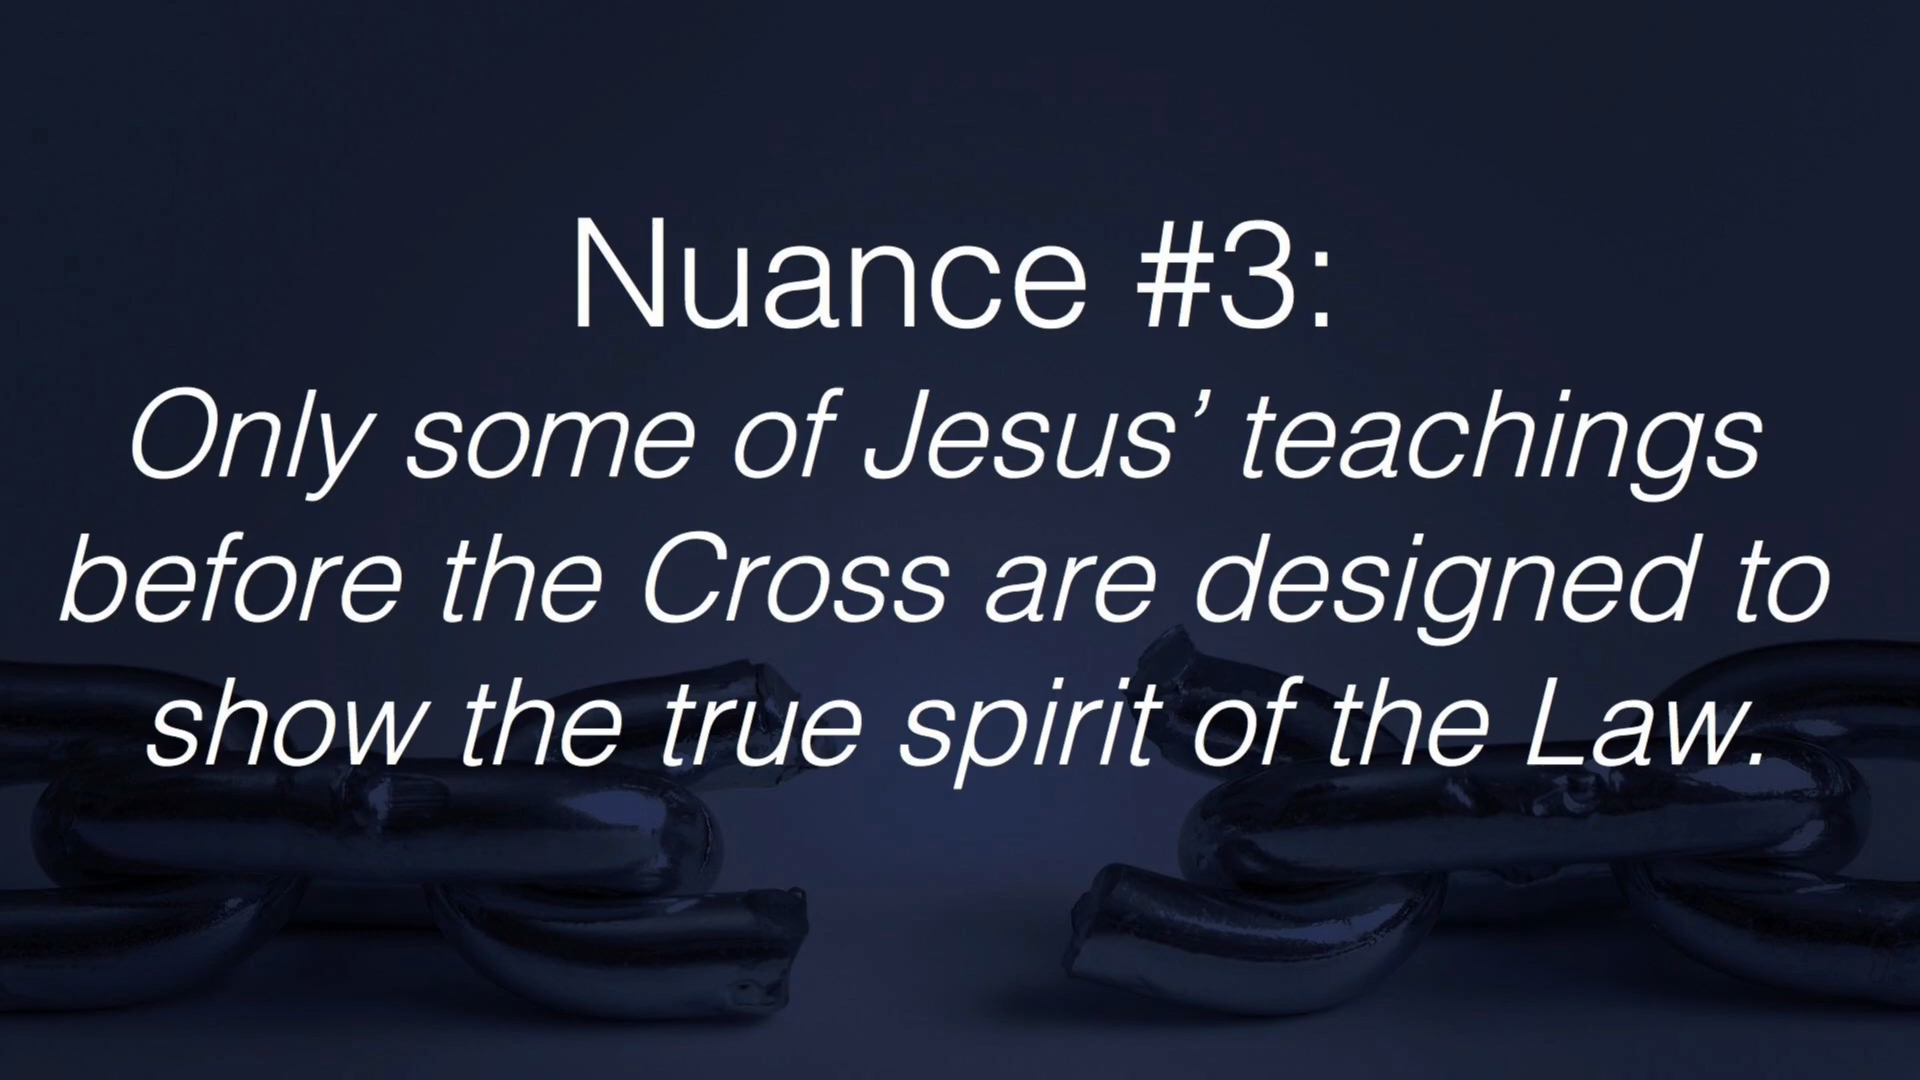 Nuance #3:
Only some of Jesus’ teachings
before the Cross are designed to
show the true spirit of the Law.